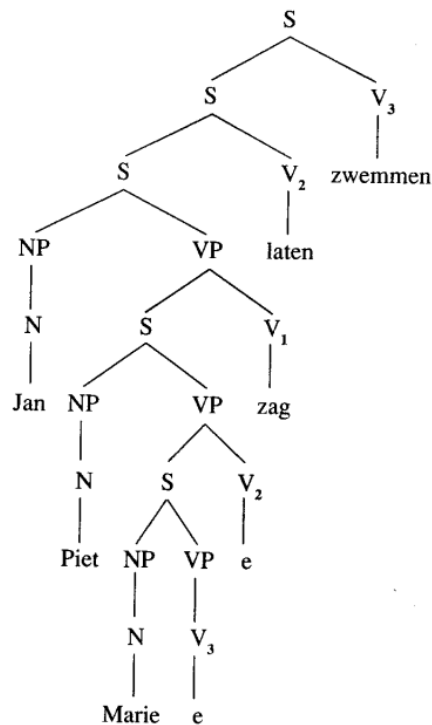 S
S V₃
S V₂ zwemmen
NP VP laten
N S V₁
Jan NP VP zag
N S V₂
Piet NP VP e
N V₃
Marie e